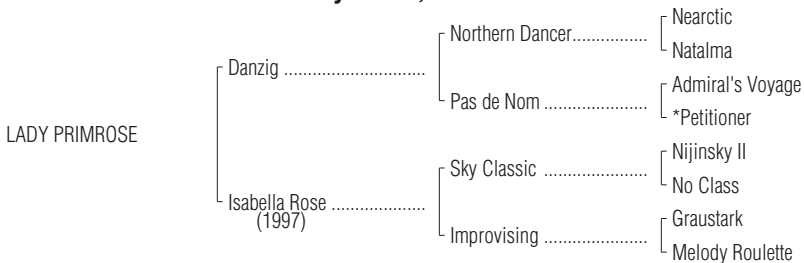 Nearctic
Northern Dancer................
Natalma
Danzig .............................
Admiral's Voyage
Pas de Nom .....................
*Petitioner
LADY PRIMROSE
Nijinsky II
Sky Classic ......................
No Class
Isabella Rose ....................
(1997)
Graustark
Improvising ......................
Melody Roulette